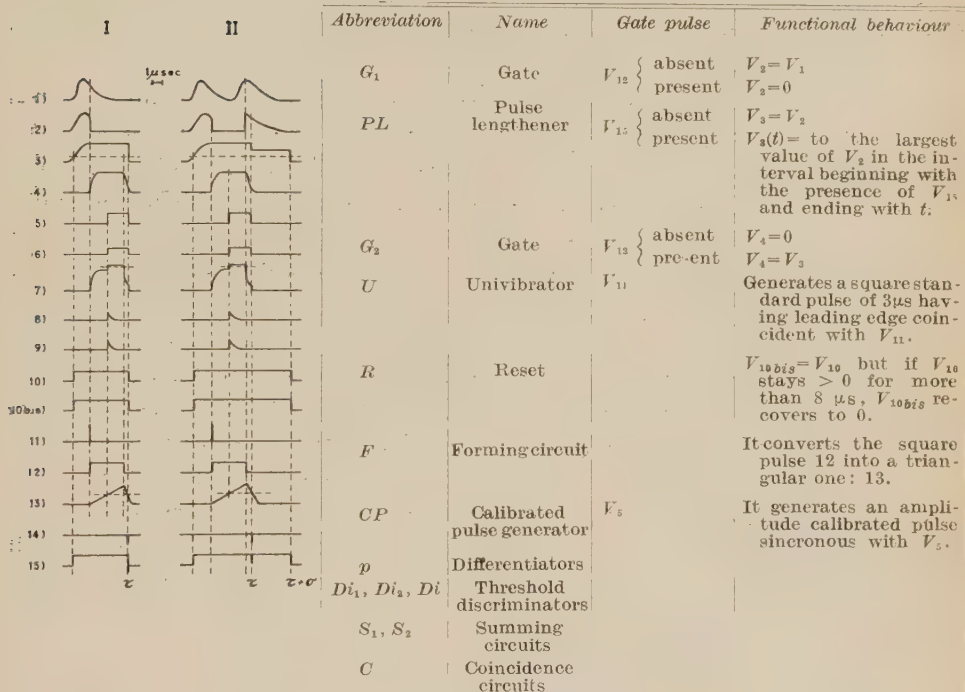 I II
1μsec
1)
2)
3)
4)
5)
6)
7)
8)
9)
10)
10bis)
11)
12)
13)
14)
15)
τ τ τ+σ
Abbreviation Name Gate pulse Functional behaviour
G₁ Gate V₁₂ { absent V₂= V₁
present V₂=0
PL Pulse lengthener V₁₅ { absent V₃= V₂
present V₃(t)= to the largest
value of V₂ in the in-
terval beginning with
the presence of V₁₅
and ending with t.
G₂ Gate V₁₂ { absent V₄=0
pre-ent V₄= V₃
U Univibrator V₁₁ Generates a square stan-
dard pulse of 3μs hav-
ing leading edge coin-
cident with V₁₁.
R Reset V₁₀bis= V₁₀ but if V₁₀
stays > 0 for more
than 8 μs, V₁₀bis re-
covers to 0.
F Forming circuit It converts the square
pulse 12 into a trian-
gular one: 13.
CP Calibrated V₅ It generates an ampli-
pulse generator tude calibrated pulse
sincronous with V₅.
p Differentiators
Di₁, Di₂, Di Threshold
discriminators
S₁, S₂ Summing
circuits
C Coincidence
circuits